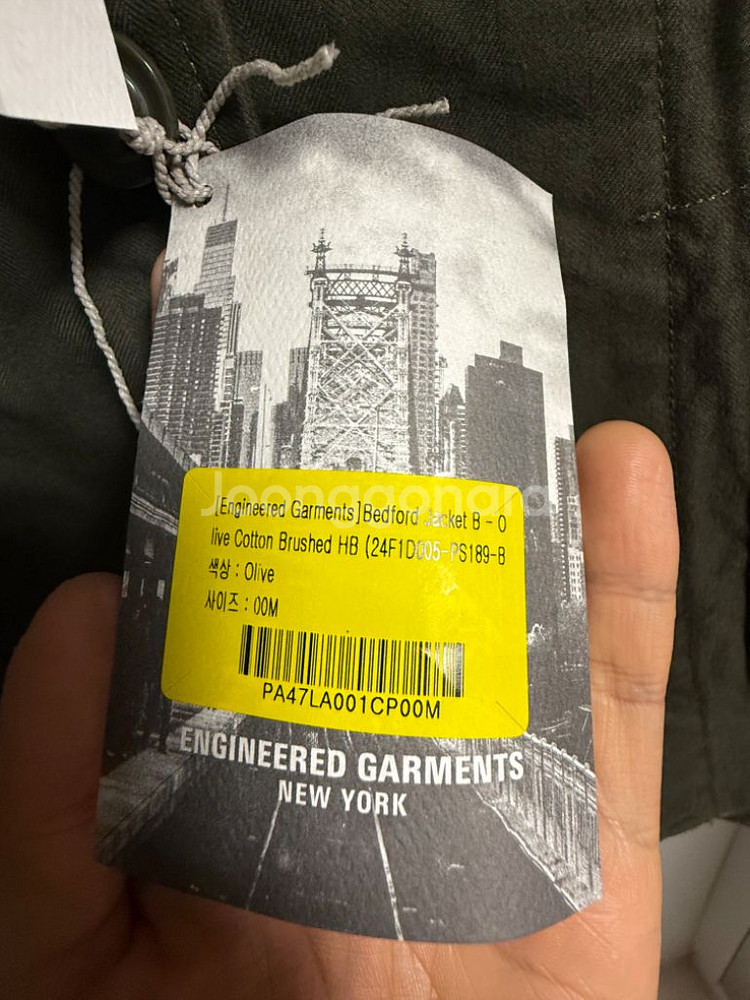 Joonggonara
[Engineered Garments]Bedford Jacket B - O
live Cotton Brushed HB (24F1D005-PS189-B
색상 : Olive
사이즈 : 00M
PA47LA001CP00M
ENGINEERED GARMENTS
NEW YORK